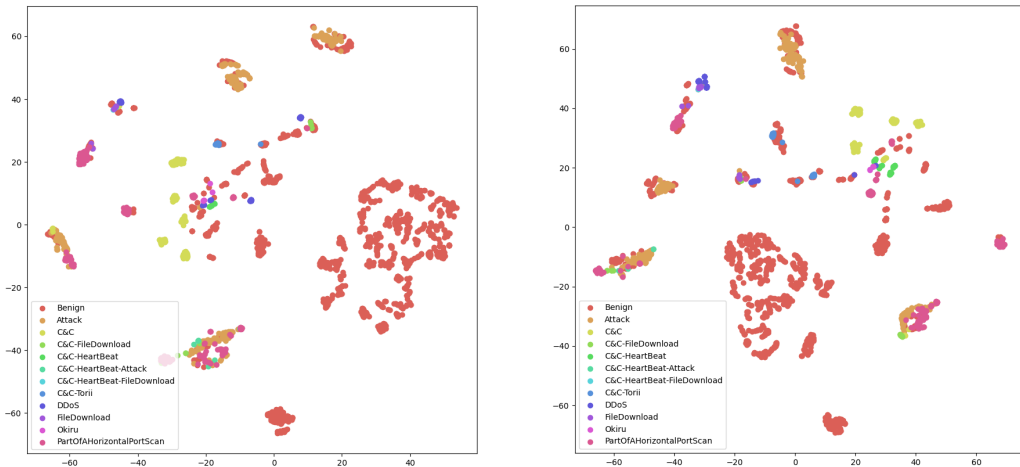 60
40
20
0
−20
−40
−60
−60
−40
−20
0
20
40
Benign
Attack
C&C
C&C-FileDownload
C&C-HeartBeat
C&C-HeartBeat-Attack
C&C-HeartBeat-FileDownload
C&C-Torii
DDoS
FileDownload
Okiru
PartOfAHorizontalPortScan
60
40
20
0
−20
−40
−60
−60
−40
−20
0
20
40
60
Benign
Attack
C&C
C&C-FileDownload
C&C-HeartBeat
C&C-HeartBeat-Attack
C&C-HeartBeat-FileDownload
C&C-Torii
DDoS
FileDownload
Okiru
PartOfAHorizontalPortScan